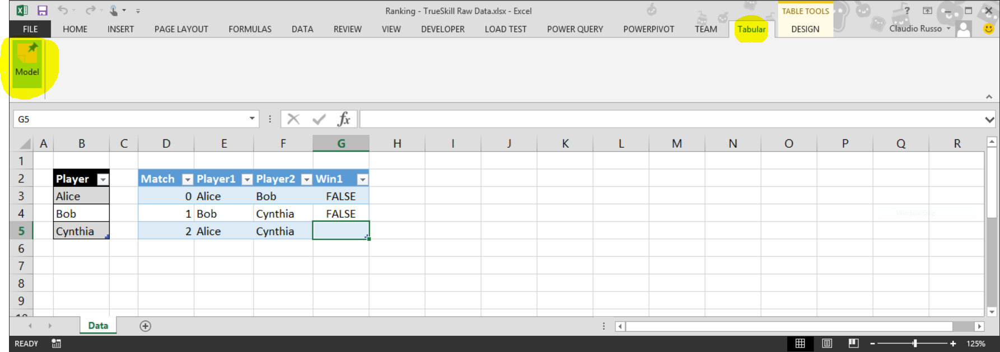 Ranking - TrueSkill Raw Data.xlsx - Excel
TABLE TOOLS
?
FILE HOME INSERT PAGE LAYOUT FORMULAS DATA REVIEW VIEW DEVELOPER LOAD TEST POWER QUERY POWERPIVOT TEAM Tabular DESIGN Claudio Russo
Model
G5
fx
A B C D E F G H I J K L M N O P Q R
1
2 Player Match Player1 Player2 Win1
3 Alice 0 Alice Bob FALSE
4 Bob 1 Bob Cynthia FALSE
5 Cynthia 2 Alice Cynthia
6
7
8
9
10
Data
READY
125%